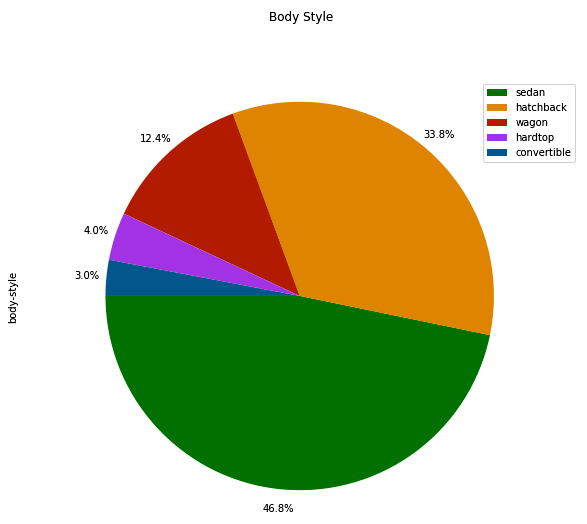 Body Style
sedan
hatchback
wagon
hardtop
convertible
33.8%
12.4%
4.0%
3.0%
body-style
46.8%